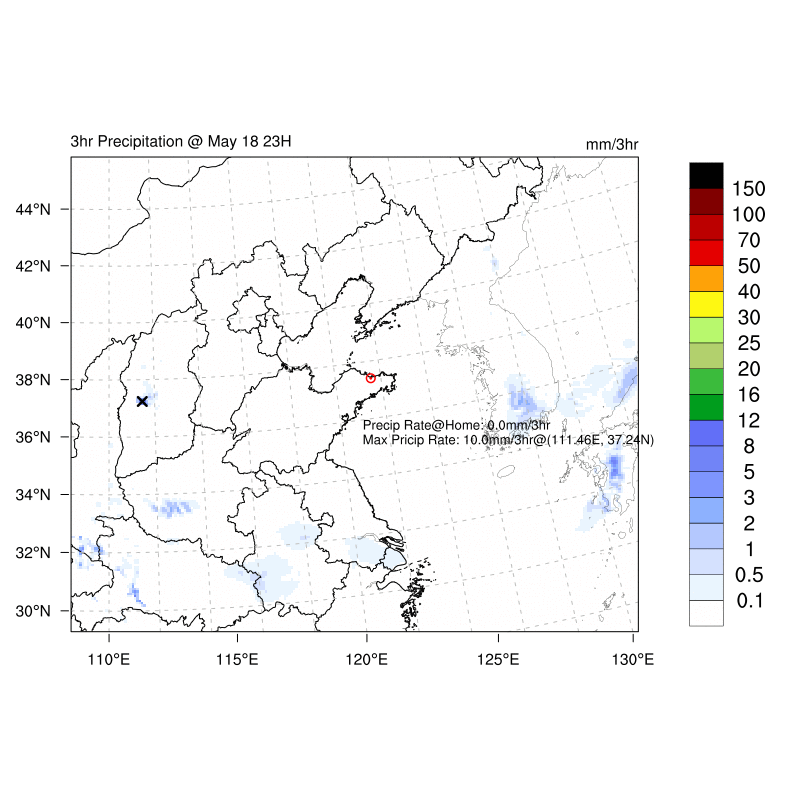 3hr Precipitation @ May 18 23H
mm/3hr
44°N
42°N
40°N
38°N
36°N
34°N
32°N
30°N
110°E
115°E
120°E
125°E
130°E
Precip Rate@Home: 0.0mm/3hr
Max Pricip Rate: 10.0mm/3hr@(111.46E, 37.24N)
150
100
70
50
40
30
25
20
16
12
8
5
3
2
1
0.5
0.1